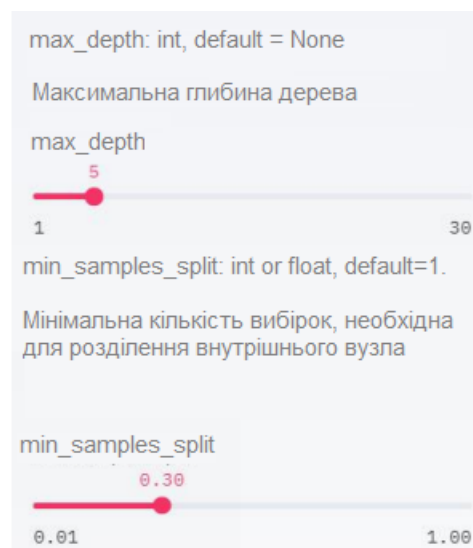 max_depth: int, default = None
Максимальна глибина дерева
max_depth
5
1 30
min_samples_split: int or float, default=1.
Мінімальна кількість вибірок, необхідна
для розділення внутрішнього вузла
min_samples_split
0.30
0.01 1.00